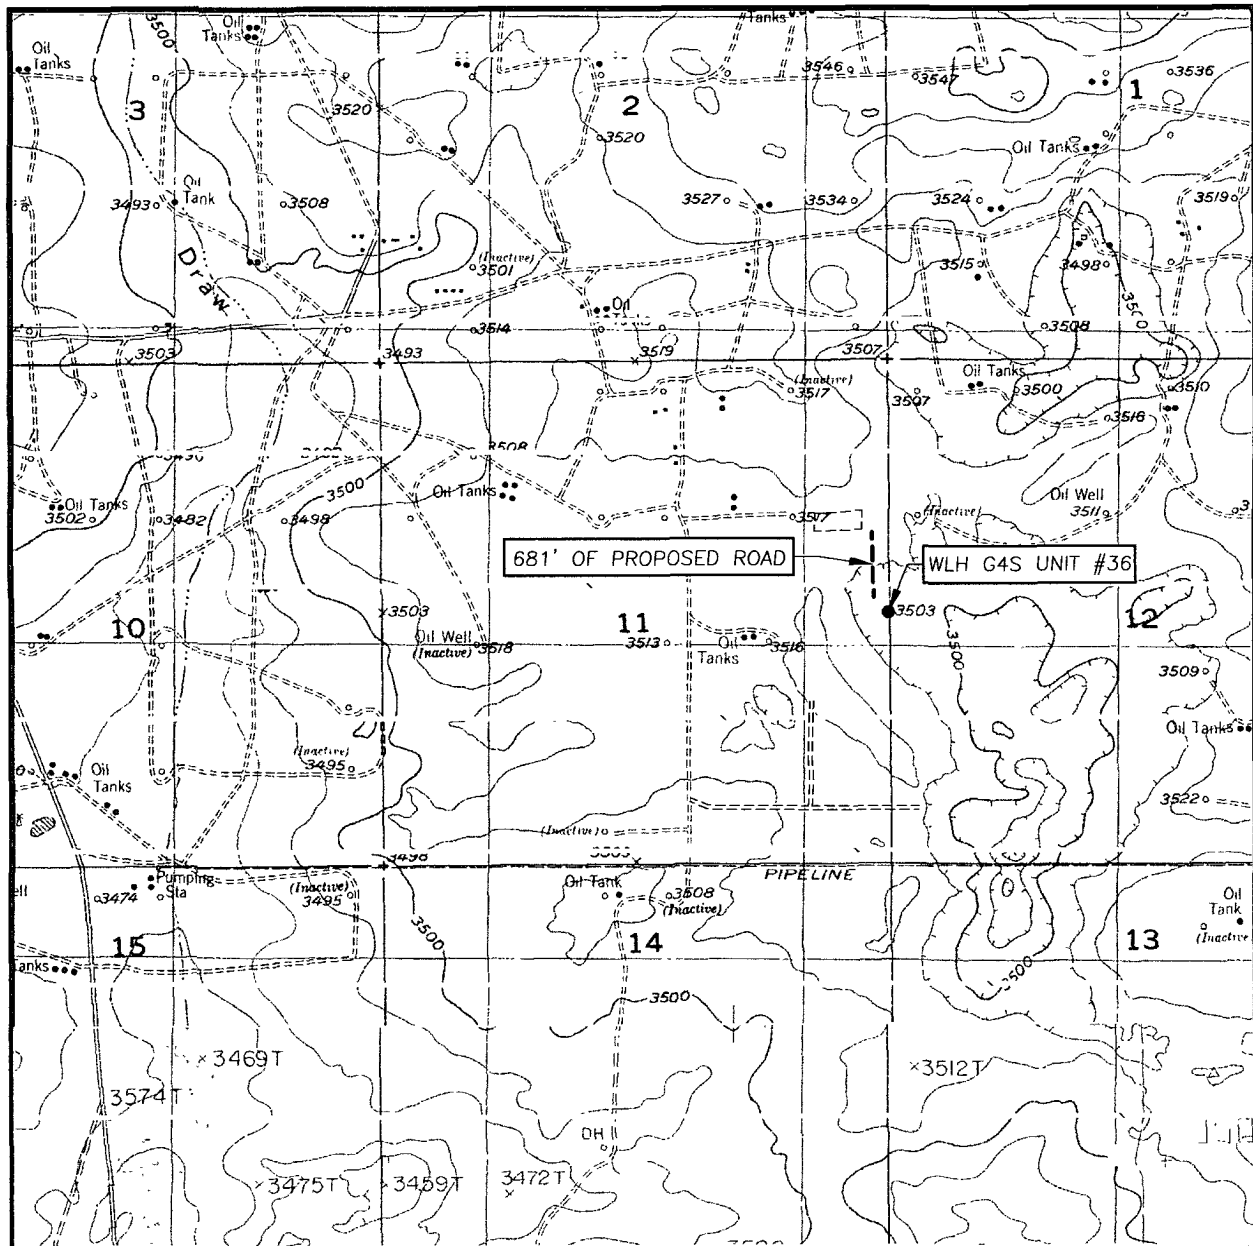 Tanks
Oil
Tanks
3500
Oil
Tanks
3546
3547
3536
3
3520
2
1
3520
Oil Tanks
Oil
Tank
3493
3508
3527
3534
3524
3519
Draw
(Inactive)
3501
3515
3498
3500
Oil
3514
3508
3503
3493
3519
3507
Oil Tanks
(Inactive)
3517
3507
3500
3510
3516
3508
3500
Oil Tanks
Oil Well
3511
Oil Tanks
3502
3482
3498
3517
(Inactive)
681' OF PROPOSED ROAD
WLH G4S UNIT #36
3503
3503
10
11
12
Oil Well
(Inactive)
3518
3513
Oil
Tanks
3516
3500
3509
Oil Tanks
(Inactive)
3495
Oil
Tanks
3522
(Inactive)
3498
PIPELINE
Pumping
Sta
3474
(Inactive)
3495
Oil Tank
3508
(Inactive)
Oil
Tank
(Inactive
15
3500
14
13
3500
3500
3469T
3512T
3574T
DH
3475T
3459T
3472T